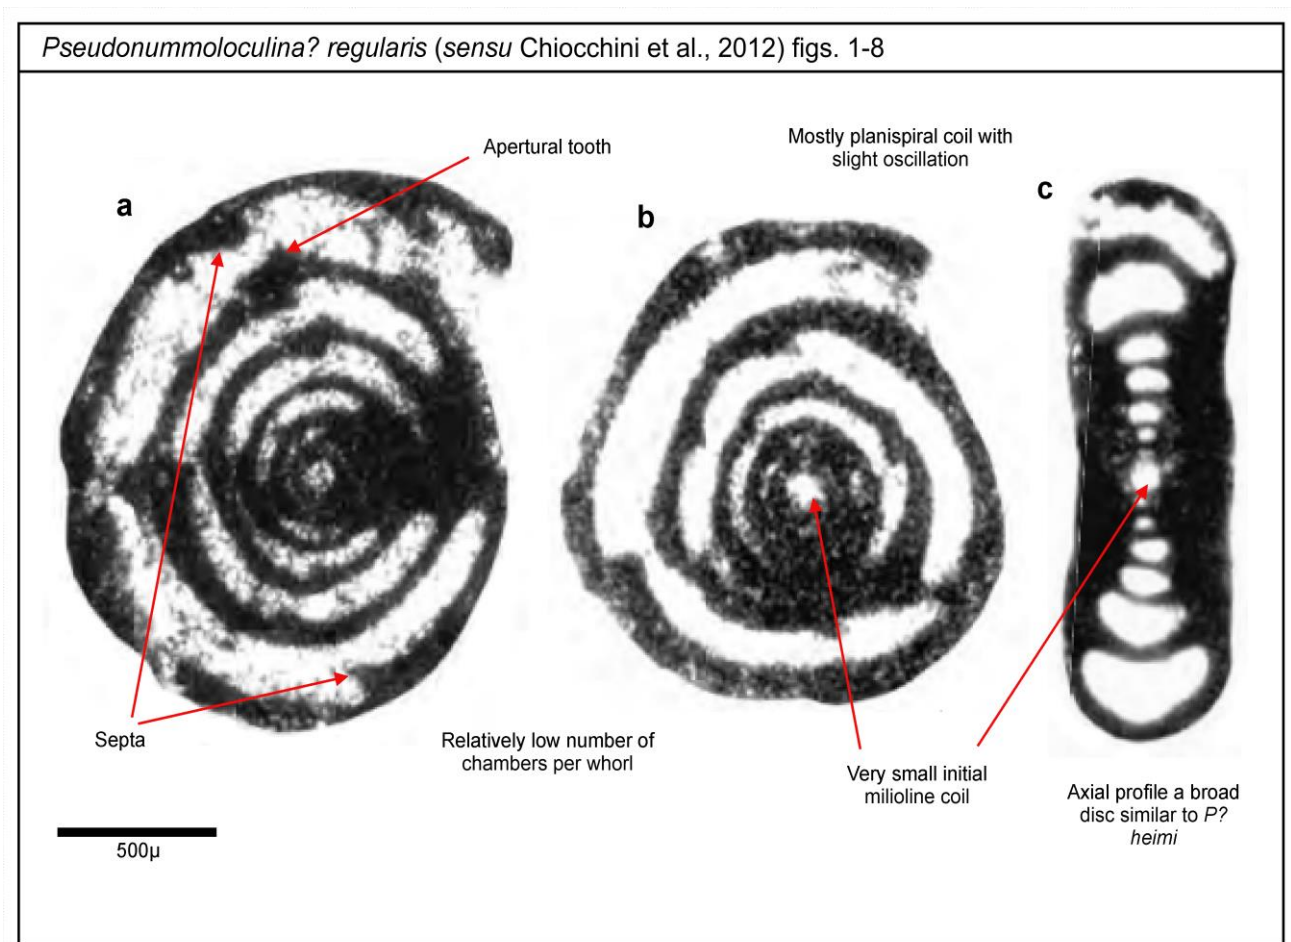 Pseudonummoloculina? regularis (sensu Chiocchini et al., 2012) figs. 1-8
Apertural tooth
Mostly planispiral coil with
slight oscillation
a
b
c
Septa
Relatively low number of
chambers per whorl
Very small initial
milioline coil
Axial profile a broad
disc similar to P?
heimi
500µ